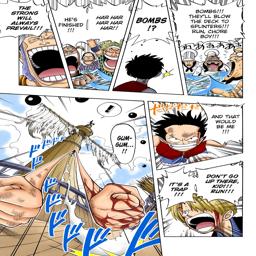 BOMBS!!!
THEY'LL BLOW
THE DECK TO
SPLINTERS!!!
RUN,
CHORE
BOY!!!
BOMBS
!?
HAR HAR
HAR HAR
HAR!!
HE'S
FINISHED
!!!
THE
STRONG
WILL
ALWAYS
PREVAIL!!!
AND THAT
WOULD
BE ME
!!!
GUM-
GUM...
!!
DON'T GO
UP THERE,
KID!!!
RUN!
IT'S A
TRAP
!!!